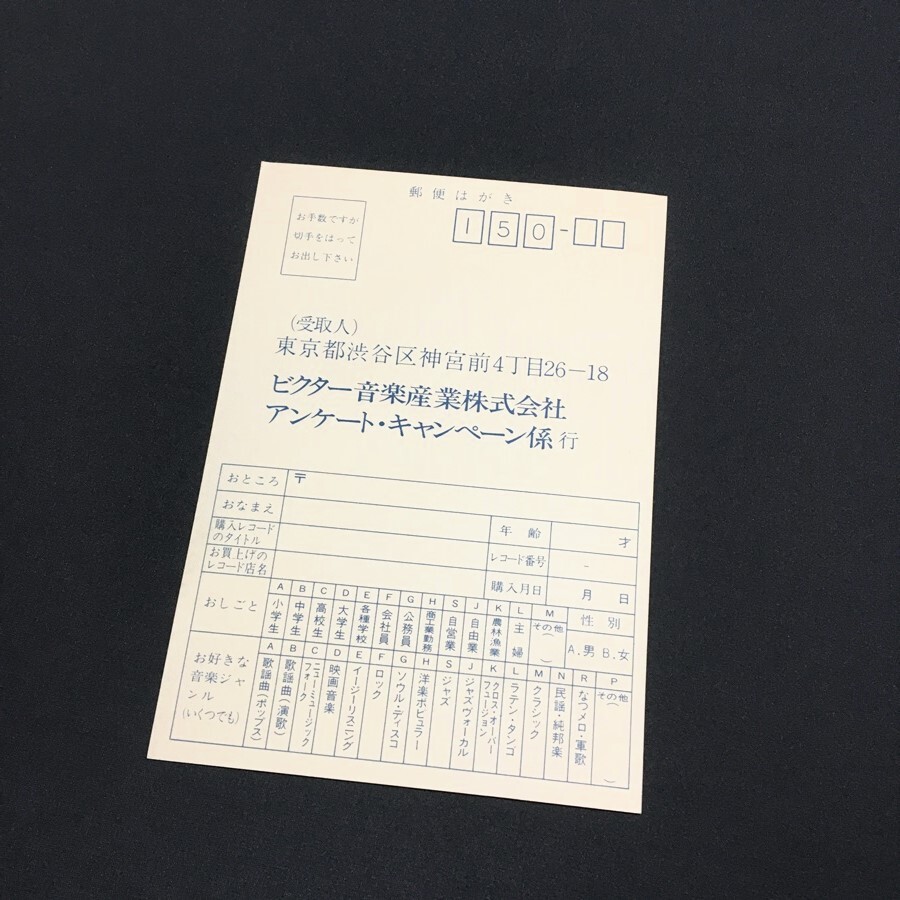 郵便はがき
お手数ですが
切手をはって
お出し下さい
150-
(受取人)
東京都渋谷区神宮前4丁目26−18
ビクター音楽産業株式会社
アンケート・キャンペーン係 行
おところ 〒
おなまえ
年齢 才
購入レコード
のタイトル
レコード番号 -
お買上げの
レコード店名
購入月日 月 日
おしごと
A 小学生
B 中学生
C 高校生
D 大学生
E 各種学校
F 会社員
G 公務員
H 商工業勤務
S 自営業
J 自由業
K 農林漁業
L 主婦
M その他( )
性別
A.男 B.女
お好きな
音楽ジャ
ンル
(いくつでも)
A 歌謡曲(ポップス)
B 歌謡曲(演歌)
C ニューミュージック
フォーク
D 映画音楽
E イージーリスニング
F ロック
G ソウル・ディスコ
H 洋楽ポピュラー
S ジャズ
J ジャズヴォーカル
K クロス・オーバー
フュージョン
L ラテン・タンゴ
M クラシック
N 民謡・純邦楽
R なつメロ・軍歌
P その他( )